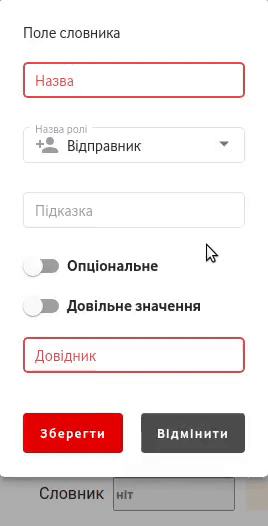 Поле словника
Назва
Назва ролі
Відправник
Підказка
Опціональне
Довільне значення
Довідник
Зберегти Відмінити
Словник ніт